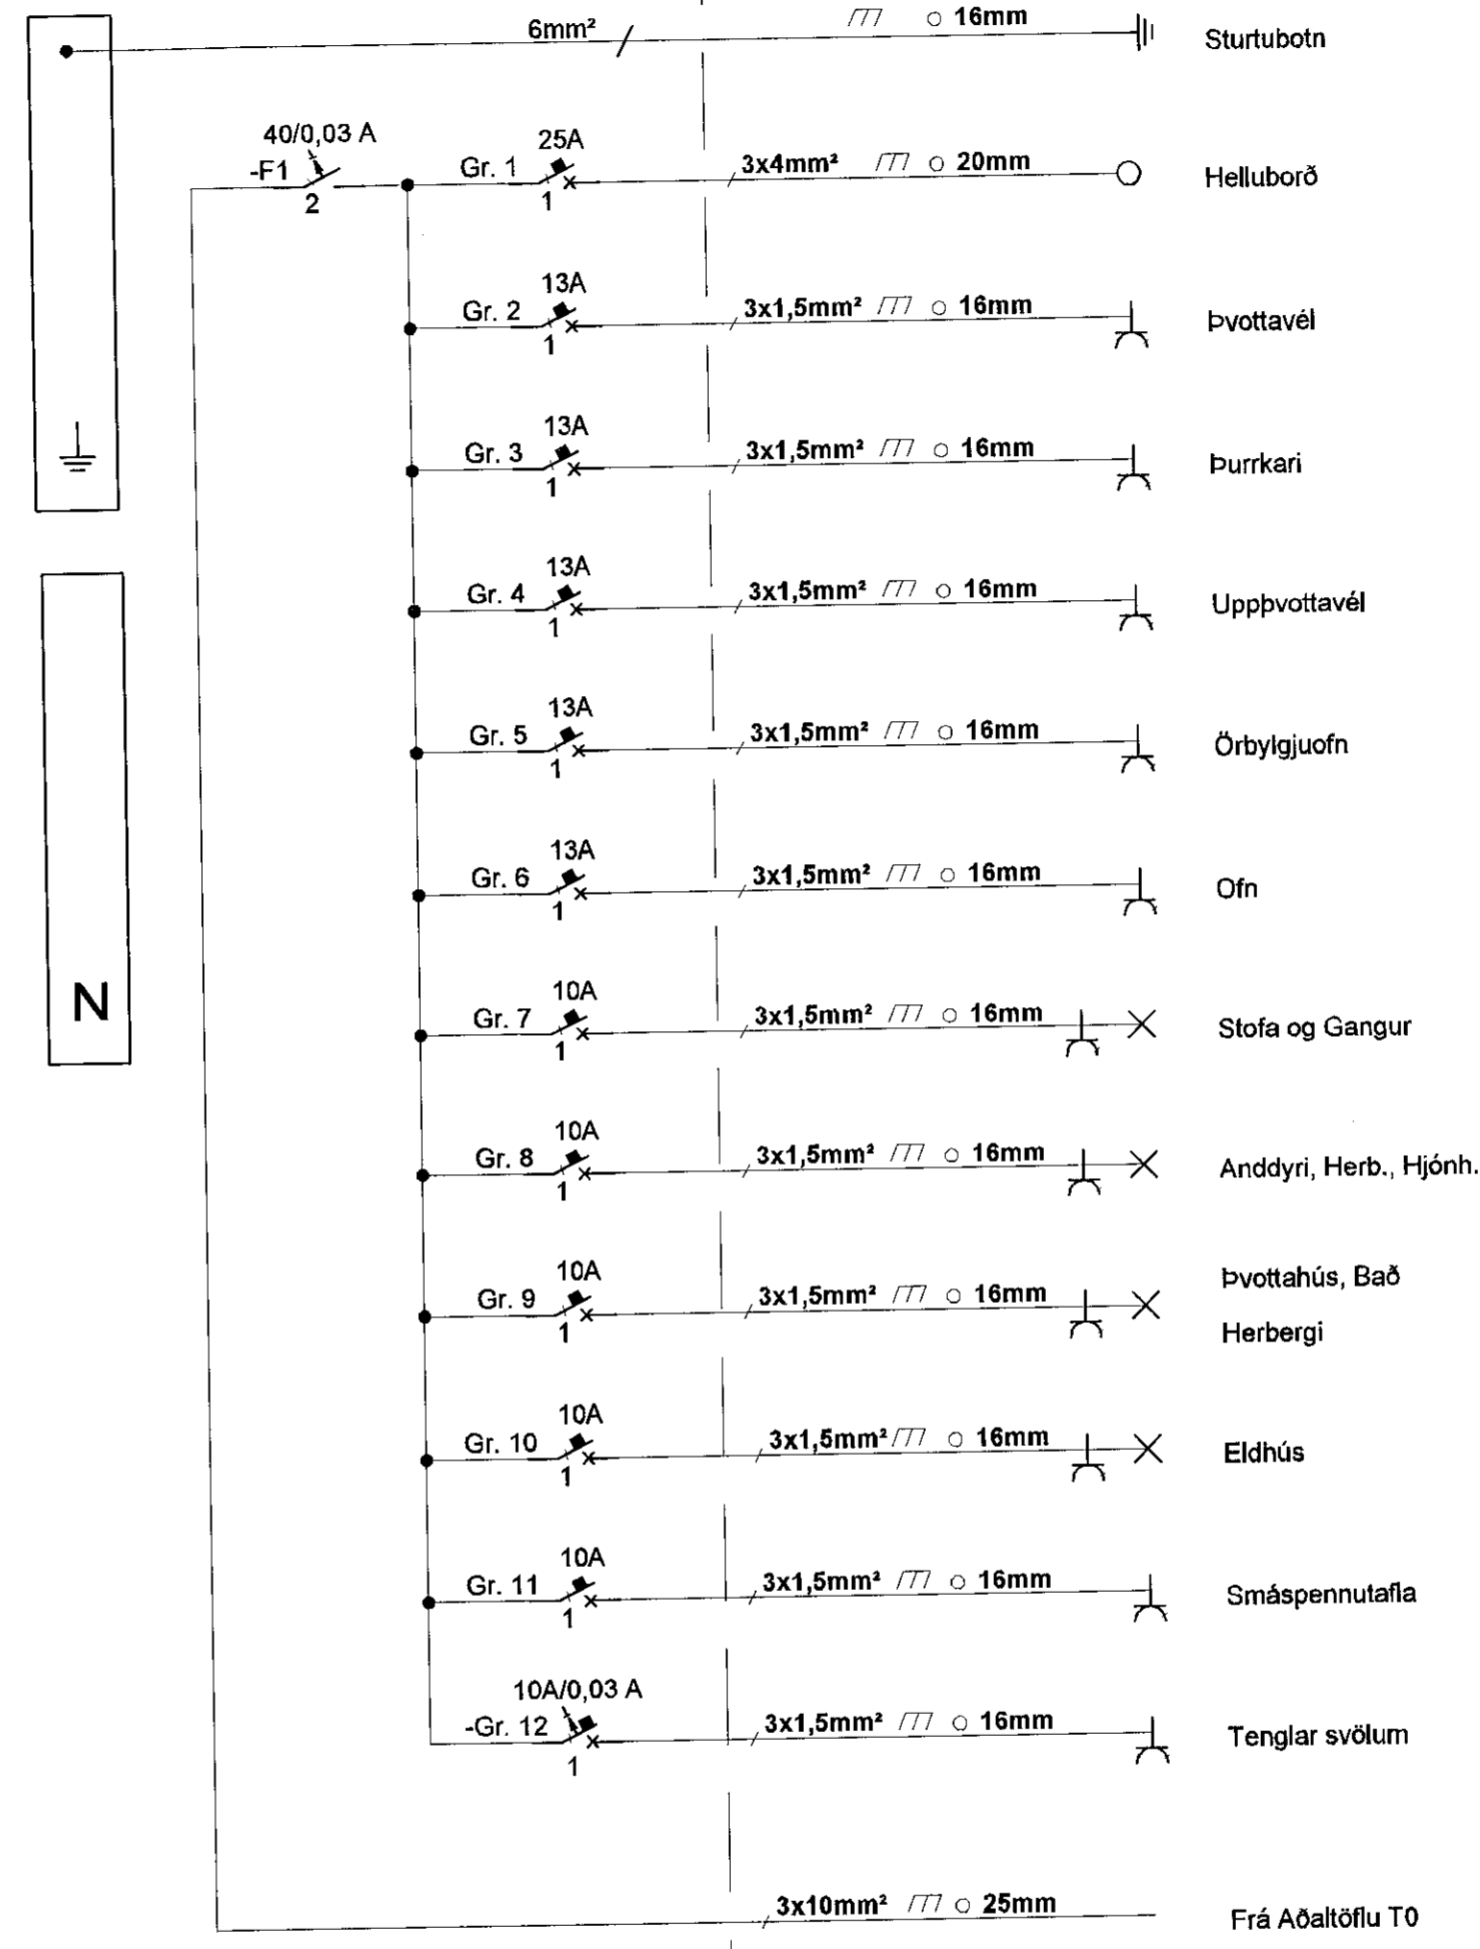 6mm² 16mm Sturtubotn
40/0,03 A
-F1
2
25A
Gr. 1 3x4mm² 20mm Helluborð
1
13A
Gr. 2 3x1,5mm² 16mm Þvottavél
1
13A
Gr. 3 3x1,5mm² 16mm Þurrkari
1
13A
Gr. 4 3x1,5mm² 16mm Uppþvottavél
1
13A
Gr. 5 3x1,5mm² 16mm Örbylgjuofn
1
13A
Gr. 6 3x1,5mm² 16mm Ofn
1
N
10A
Gr. 7 3x1,5mm² 16mm Stofa og Gangur
1
10A
Gr. 8 3x1,5mm² 16mm Anddyri, Herb., Hjónh.
1
10A
Gr. 9 3x1,5mm² 16mm Þvottahús, Bað
Herbergi
1
10A
Gr. 10 3x1,5mm² 16mm Eldhús
1
10A
Gr. 11 3x1,5mm² 16mm Smáspennutafla
1
10A/0,03 A
-Gr. 12 3x1,5mm² 16mm Tenglar svölum
1
3x10mm² 25mm Frá Aðaltöflu T0